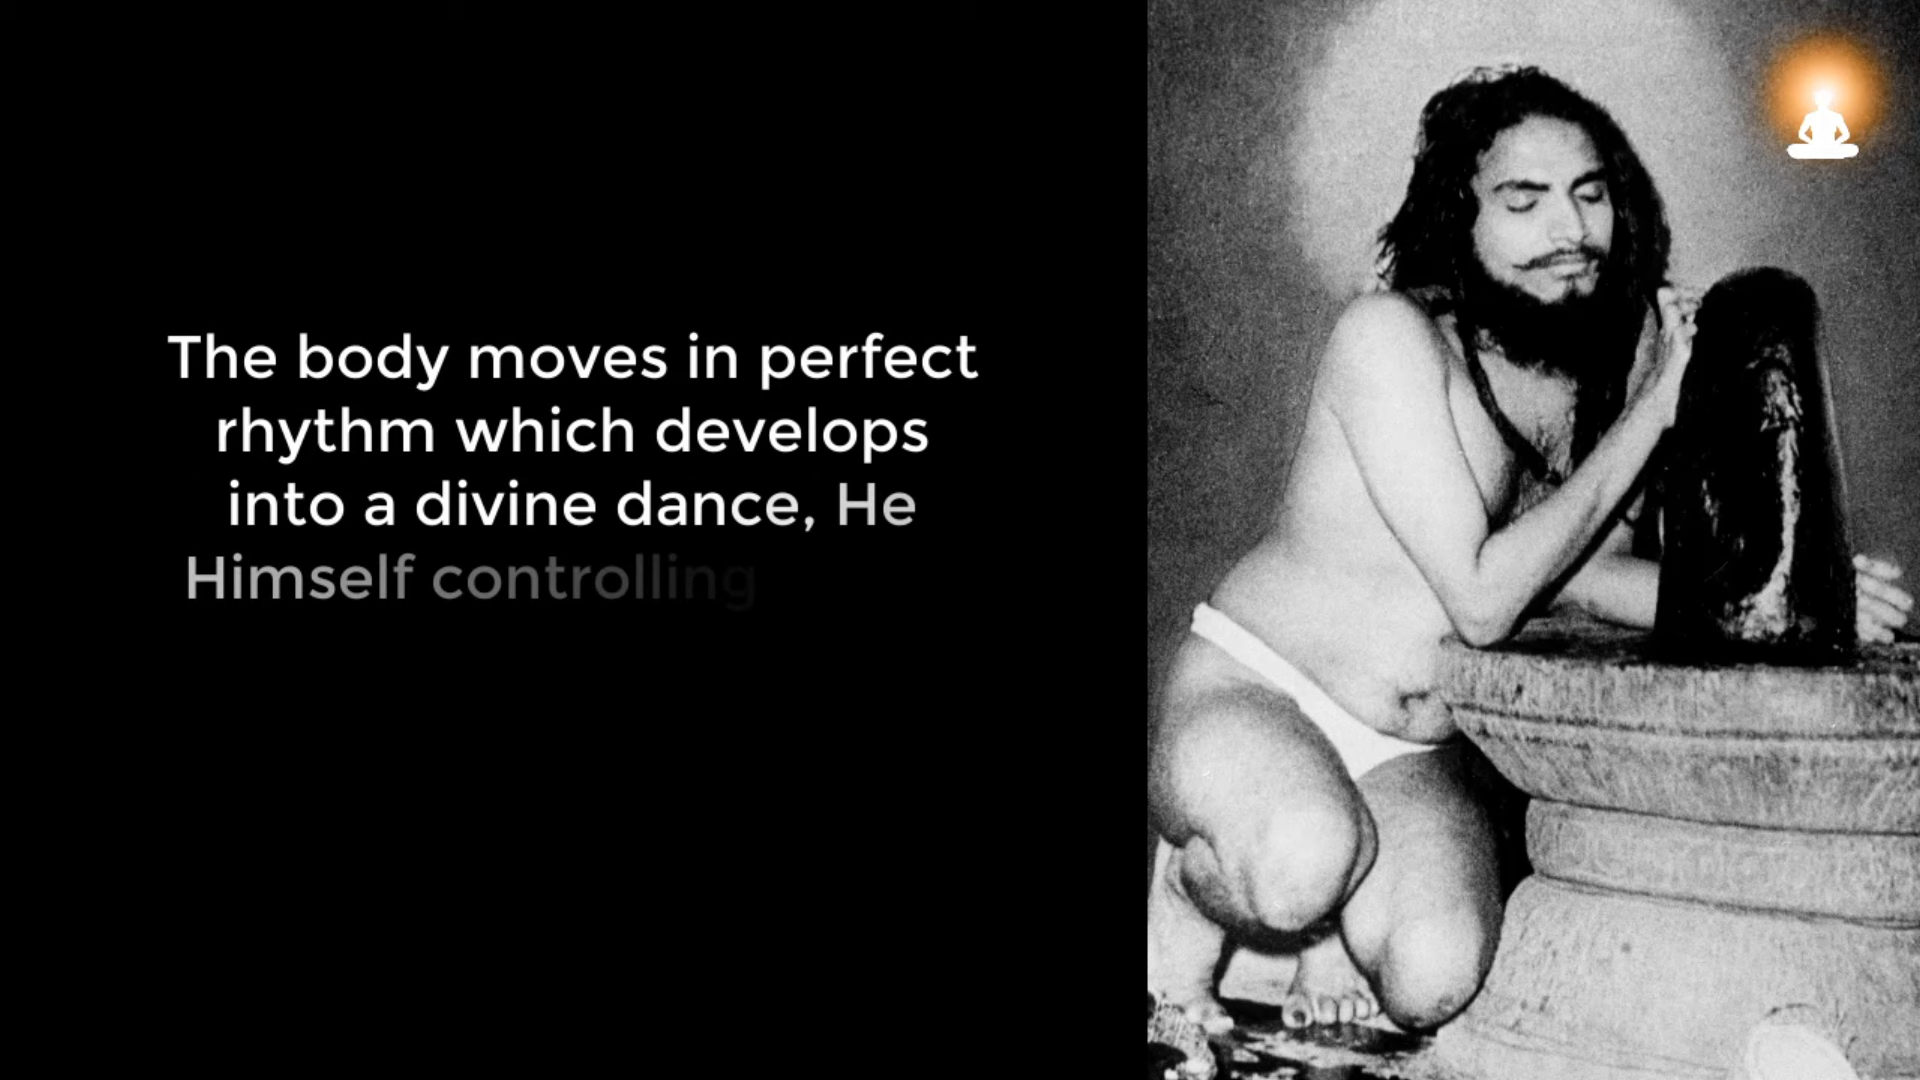 The body moves in perfect
rhythm which develops
into a divine dance, He
Himself controlling